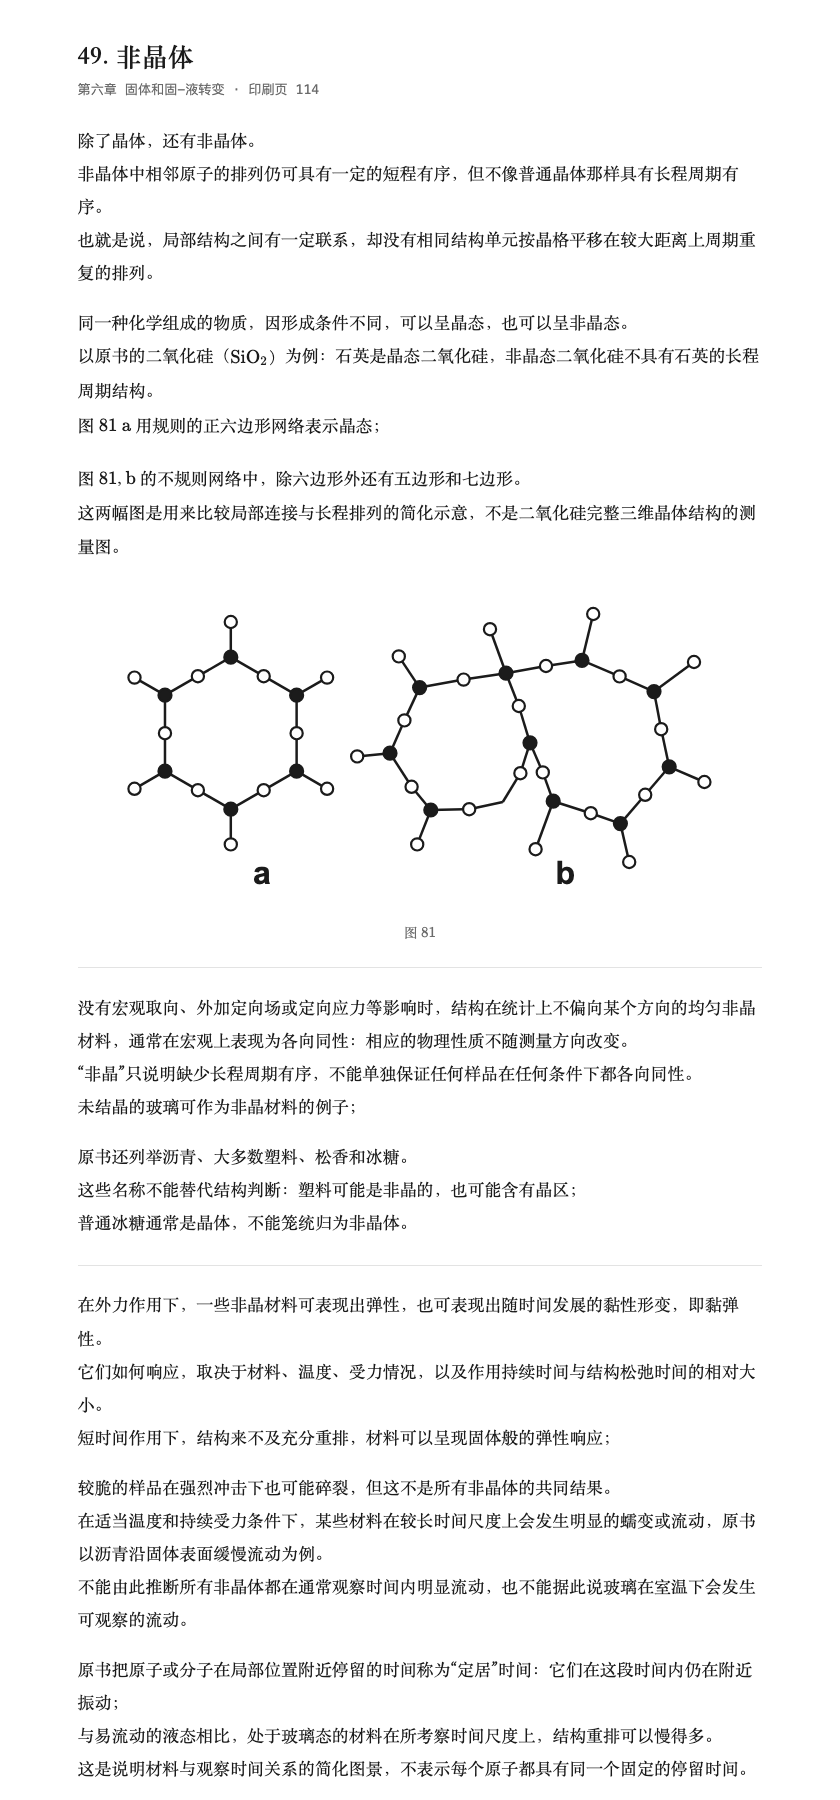 49. 非晶体
第六章 固体和固–液转变 · 印刷页 114
除了晶体，还有非晶体。
非晶体中相邻原子的排列仍可具有一定的短程有序，但不像普通晶体那样具有长程周期有
序。
也就是说，局部结构之间有一定联系，却没有相同结构单元按晶格平移在较大距离上周期重
复的排列。
同一种化学组成的物质，因形成条件不同，可以呈晶态，也可以呈非晶态。
以原书的二氧化硅（SiO₂）为例：石英是晶态二氧化硅，非晶态二氧化硅不具有石英的长程
周期结构。
图 81 a 用规则的正六边形网络表示晶态；
图 81, b 的不规则网络中，除六边形外还有五边形和七边形。
这两幅图是用来比较局部连接与长程排列的简化示意，不是二氧化硅完整三维晶体结构的测
量图。
a b
图 81
没有宏观取向、外加定向场或定向应力等影响时，结构在统计上不偏向某个方向的均匀非晶
材料，通常在宏观上表现为各向同性：相应的物理性质不随测量方向改变。
“非晶”只说明缺少长程周期有序，不能单独保证任何样品在任何条件下都各向同性。
未结晶的玻璃可作为非晶材料的例子；
原书还列举沥青、大多数塑料、松香和冰糖。
这些名称不能替代结构判断：塑料可能是非晶的，也可能含有晶区；
普通冰糖通常是晶体，不能笼统归为非晶体。
在外力作用下，一些非晶材料可表现出弹性，也可表现出随时间发展的黏性形变，即黏弹
性。
它们如何响应，取决于材料、温度、受力情况，以及作用持续时间与结构松弛时间的相对大
小。
短时间作用下，结构来不及充分重排，材料可以呈现固体般的弹性响应；
较脆的样品在强烈冲击下也可能碎裂，但这不是所有非晶体的共同结果。
在适当温度和持续受力条件下，某些材料在较长时间尺度上会发生明显的蠕变或流动，原书
以沥青沿固体表面缓慢流动为例。
不能由此推断所有非晶体都在通常观察时间内明显流动，也不能据此说玻璃在室温下会发生
可观察的流动。
原书把原子或分子在局部位置附近停留的时间称为“定居”时间：它们在这段时间内仍在附近
振动；
与易流动的液态相比，处于玻璃态的材料在所考察时间尺度上，结构重排可以慢得多。
这是说明材料与观察时间关系的简化图景，不表示每个原子都具有同一个固定的停留时间。